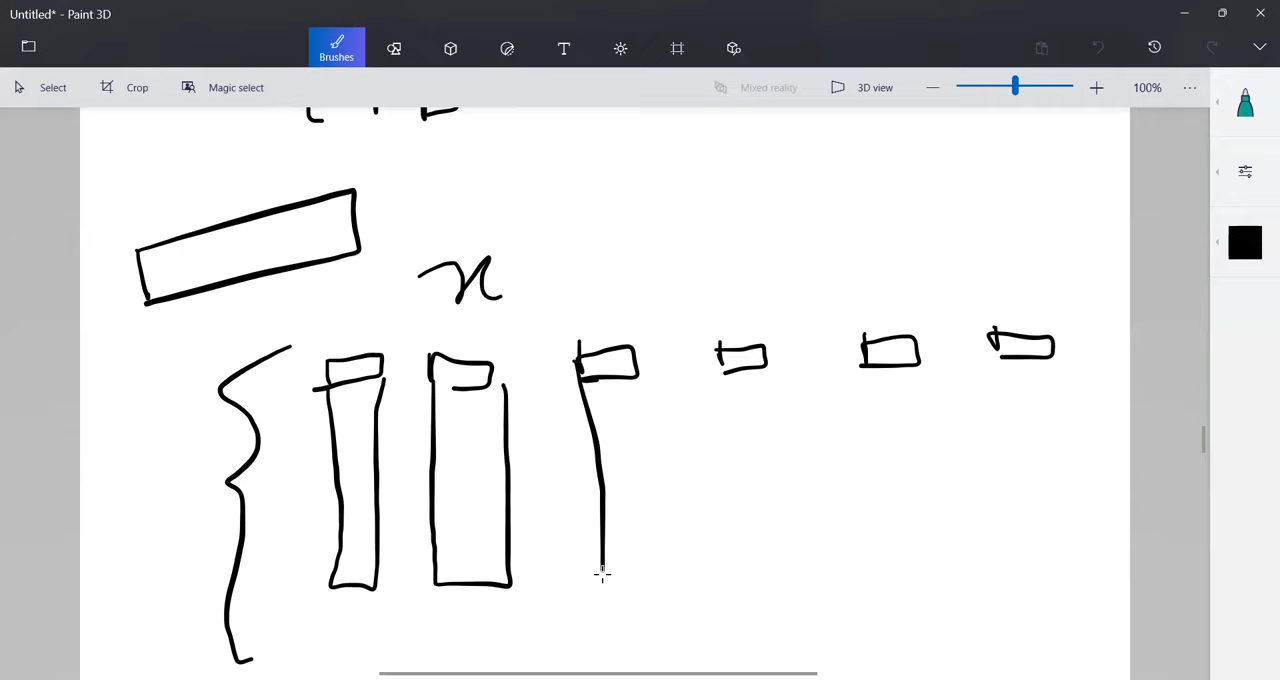 Untitled* - Paint 3D
Brushes
Select
Crop
Magic select
Mixed reality
3D view
100%
x